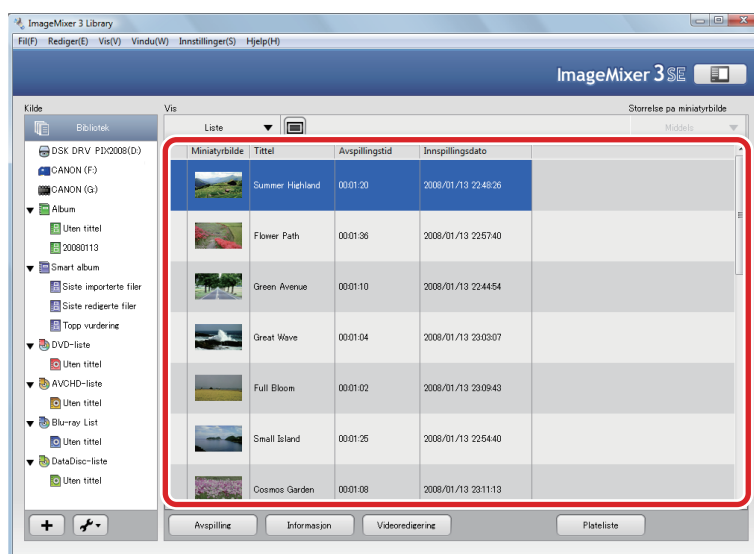 ImageMixer 3 Library
Fil(F) Rediger(E) Vis(V) Vindu(W) Innstillinger(S) Hjelp(H)
ImageMixer 3 SE
Kilde
Vis
Storrelse pa miniatyrbilde
Bibliotek
Liste
Middels
DSK DRV PIX2008(D:)
CANON (F:)
CANON (G:)
Album
Uten tittel
20080113
Smart album
Siste importerte filer
Siste redigerte filer
Topp vurdering
DVD-liste
Uten tittel
AVCHD-liste
Uten tittel
Blu-ray List
Uten tittel
DataDisc-liste
Uten tittel
Miniatyrbilde Tittel Avspillingstid Innspillingsdato
Summer Highland 00:01:20 2008/01/13 22:48:26
Flower Path 00:01:36 2008/01/13 22:57:40
Green Avenue 00:01:10 2008/01/13 22:44:54
Great Wave 00:01:04 2008/01/13 23:03:07
Full Bloom 00:01:02 2008/01/13 23:09:43
Small Island 00:01:25 2008/01/13 22:54:40
Cosmos Garden 00:01:08 2008/01/13 23:11:13
Avspilling Informasjon Videoredigering Plateliste